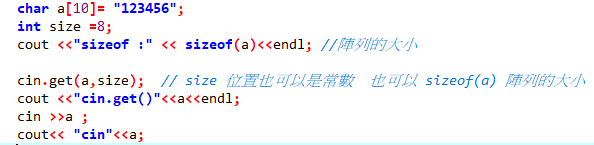 char a[10]= "123456";
int size =8;
cout <<"sizeof :" << sizeof(a)<<endl; //陣列的大小
cin.get(a,size);  // size 位置也可以是常數  也可以 sizeof(a) 陣列的大小
cout <<"cin.get()"<<a<<endl;
cin >>a ;
cout<< "cin"<<a;